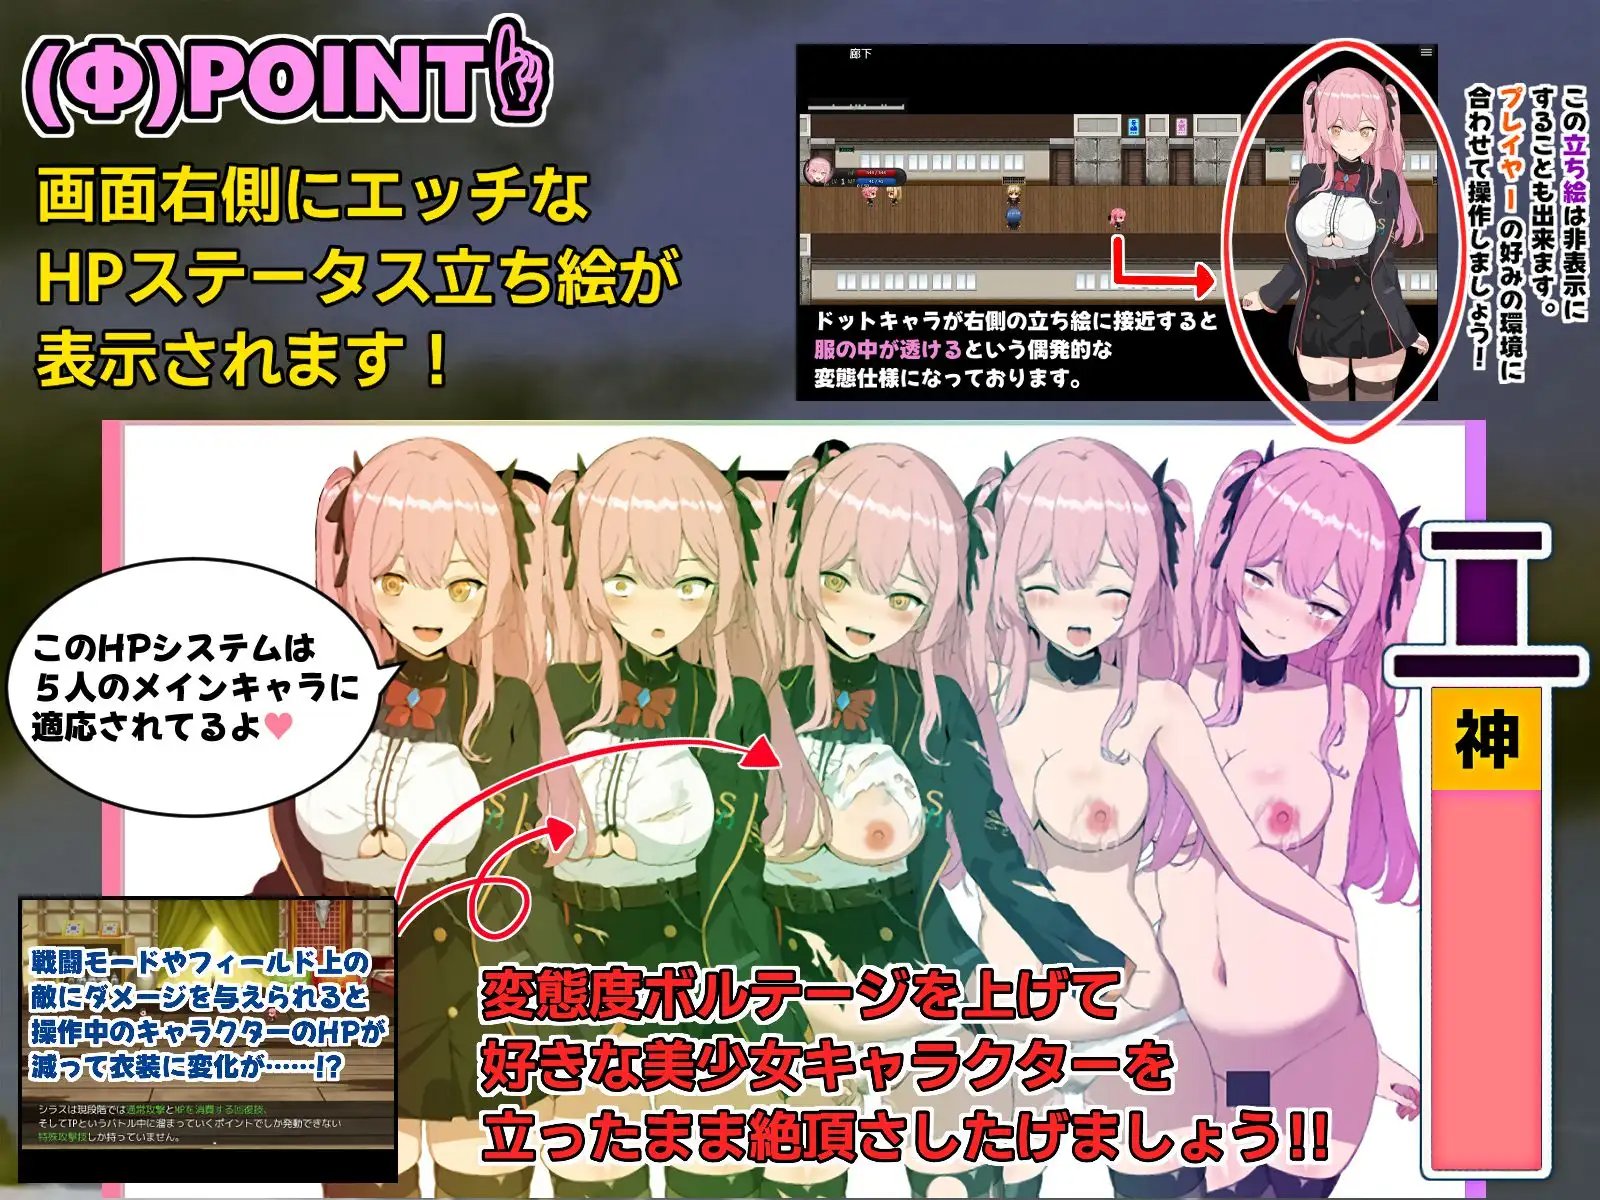 (Φ)POINT
画面右側にエッチな
HPステータス立ち絵が
表示されます！
廊下
ドットキャラが右側の立ち絵に接近すると
服の中が透けるという偶発的な
変態仕様になっております。
この立ち絵は非表示に
することも出来ます。
プレイヤーの好みの環境に
合わせて操作しましょう！
このHPシステムは
５人のメインキャラに
適応されてるよ♥
神
戦闘モードやフィールド上の
敵にダメージを与えられると
操作中のキャラクターのHPが
減って衣装に変化が……!?
シラスは現段階では通常攻撃とMPを消費する回復技、
そしてTPというバトル中に溜まっていくポイントでしか発動できない
特殊攻撃技しか持っていません。
変態度ボルテージを上げて
好きな美少女キャラクターを
立ったまま絶頂さしたげましょう!!